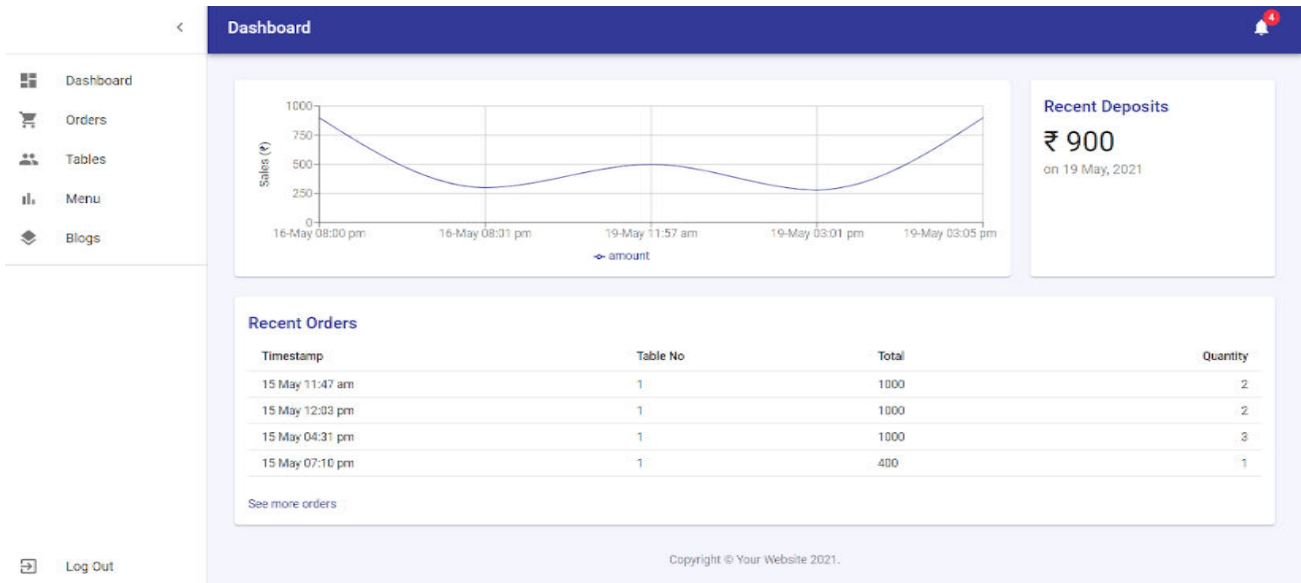 Dashboard
4
Dashboard
Orders
Tables
Menu
Blogs
Log Out
Sales (₹)
1000
750
500
250
0
16-May 08:00 pm 16-May 08:01 pm 19-May 11:57 am 19-May 03:01 pm 19-May 03:05 pm
amount
Recent Deposits
₹ 900
on 19 May, 2021
Recent Orders
Timestamp Table No Total Quantity
15 May 11:47 am 1 1000 2
15 May 12:03 pm 1 1000 2
15 May 04:31 pm 1 1000 3
15 May 07:10 pm 1 400 1
See more orders
Copyright © Your Website 2021.